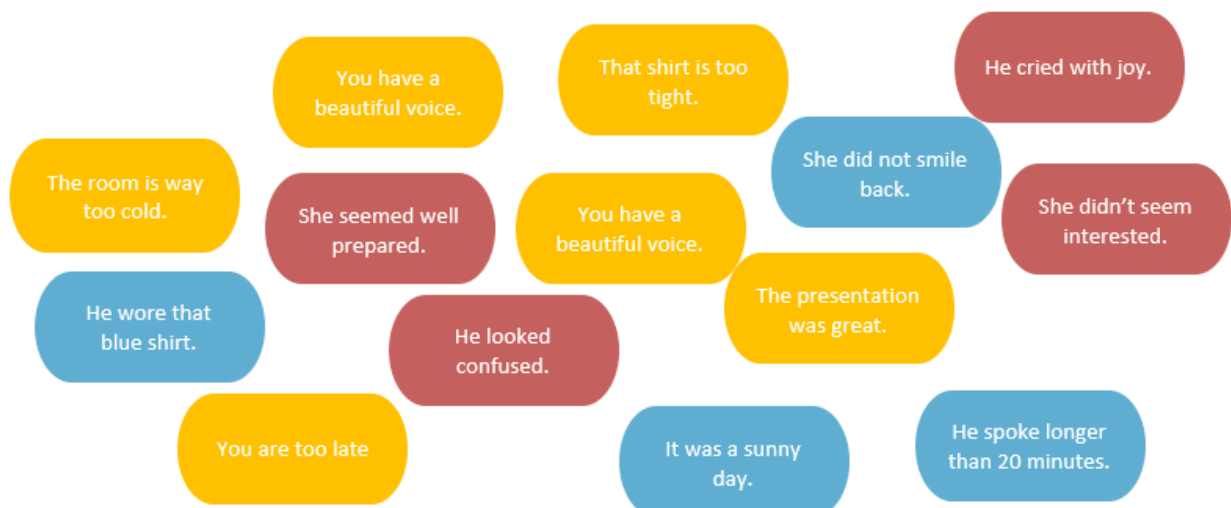 You have a
beautiful voice.
That shirt is too
tight.
He cried with joy.
The room is way
too cold.
She seemed well
prepared.
You have a
beautiful voice.
She did not smile
back.
She didn’t seem
interested.
He wore that
blue shirt.
He looked
confused.
The presentation
was great.
You are too late
It was a sunny
day.
He spoke longer
than 20 minutes.